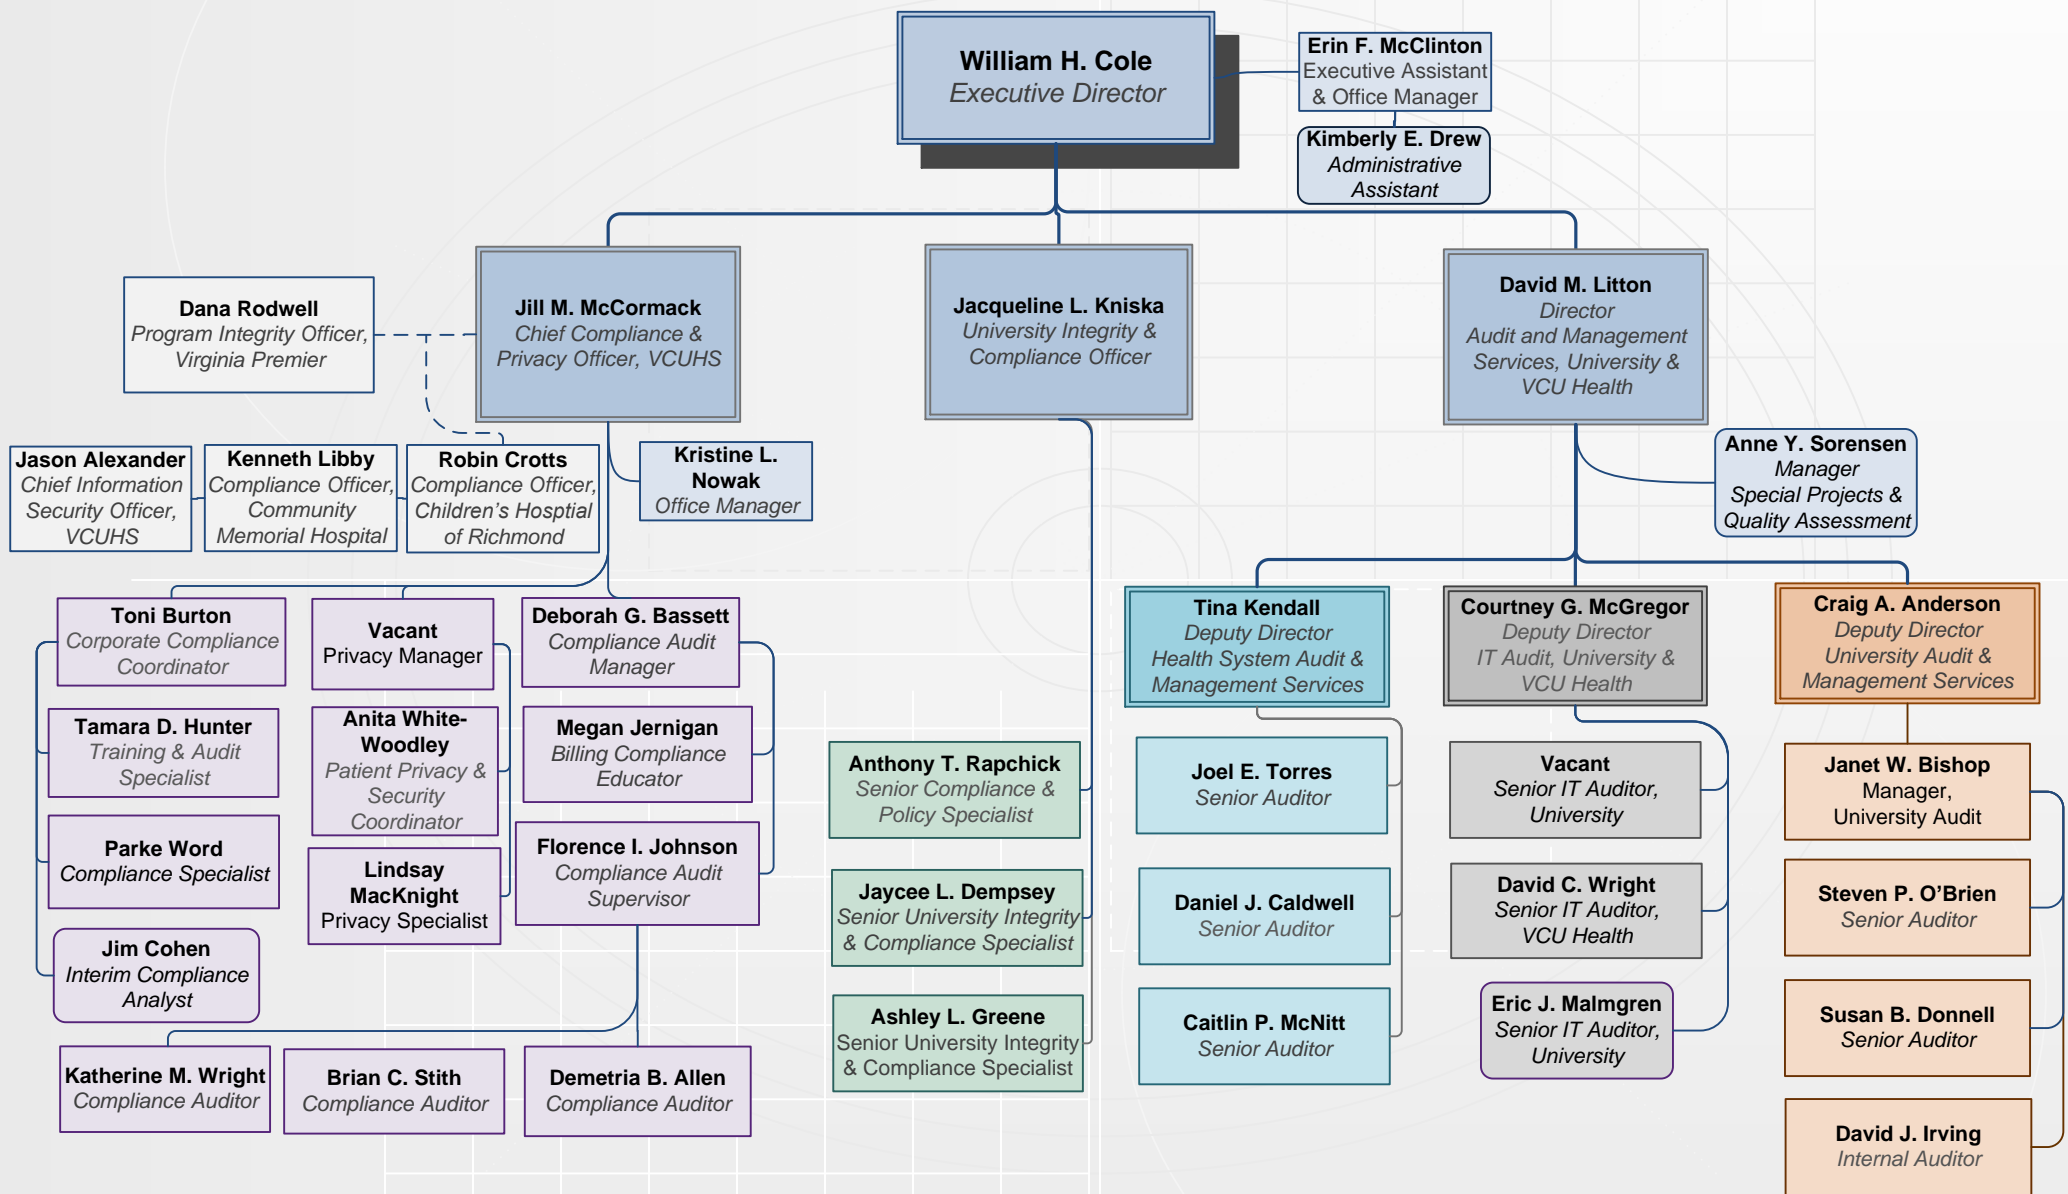 William H. Cole
Executive Director
Erin F. McClinton
Executive Assistant
& Office Manager
Kimberly E. Drew
Administrative
Assistant
Dana Rodwell
Program Integrity Officer,
Virginia Premier
Jill M. McCormack
Chief Compliance &
Privacy Officer, VCUHS
Jacqueline L. Kniska
University Integrity &
Compliance Officer
David M. Litton
Director
Audit and Management
Services, University &
VCU Health
Jason Alexander
Chief Information
Security Officer,
VCUHS
Kenneth Libby
Compliance Officer,
Community
Memorial Hospital
Robin Crotts
Compliance Officer,
Children's Hosptial
of Richmond
Kristine L.
Nowak
Office Manager
Anne Y. Sorensen
Manager
Special Projects &
Quality Assessment
Toni Burton
Corporate Compliance
Coordinator
Vacant
Privacy Manager
Deborah G. Bassett
Compliance Audit
Manager
Tina Kendall
Deputy Director
Health System Audit &
Management Services
Courtney G. McGregor
Deputy Director
IT Audit, University &
VCU Health
Craig A. Anderson
Deputy Director
University Audit &
Management Services
Tamara D. Hunter
Training & Audit
Specialist
Anita White-
Woodley
Patient Privacy &
Security
Coordinator
Megan Jernigan
Billing Compliance
Educator
Anthony T. Rapchick
Senior Compliance &
Policy Specialist
Joel E. Torres
Senior Auditor
Vacant
Senior IT Auditor,
University
Janet W. Bishop
Manager,
University Audit
Parke Word
Compliance Specialist
Lindsay
MacKnight
Privacy Specialist
Florence I. Johnson
Compliance Audit
Supervisor
Jaycee L. Dempsey
Senior University Integrity
& Compliance Specialist
Daniel J. Caldwell
Senior Auditor
David C. Wright
Senior IT Auditor,
VCU Health
Steven P. O’Brien
Senior Auditor
Jim Cohen
Interim Compliance
Analyst
Ashley L. Greene
Senior University Integrity
& Compliance Specialist
Caitlin P. McNitt
Senior Auditor
Eric J. Malmgren
Senior IT Auditor,
University
Susan B. Donnell
Senior Auditor
Katherine M. Wright
Compliance Auditor
Brian C. Stith
Compliance Auditor
Demetria B. Allen
Compliance Auditor
David J. Irving
Internal Auditor